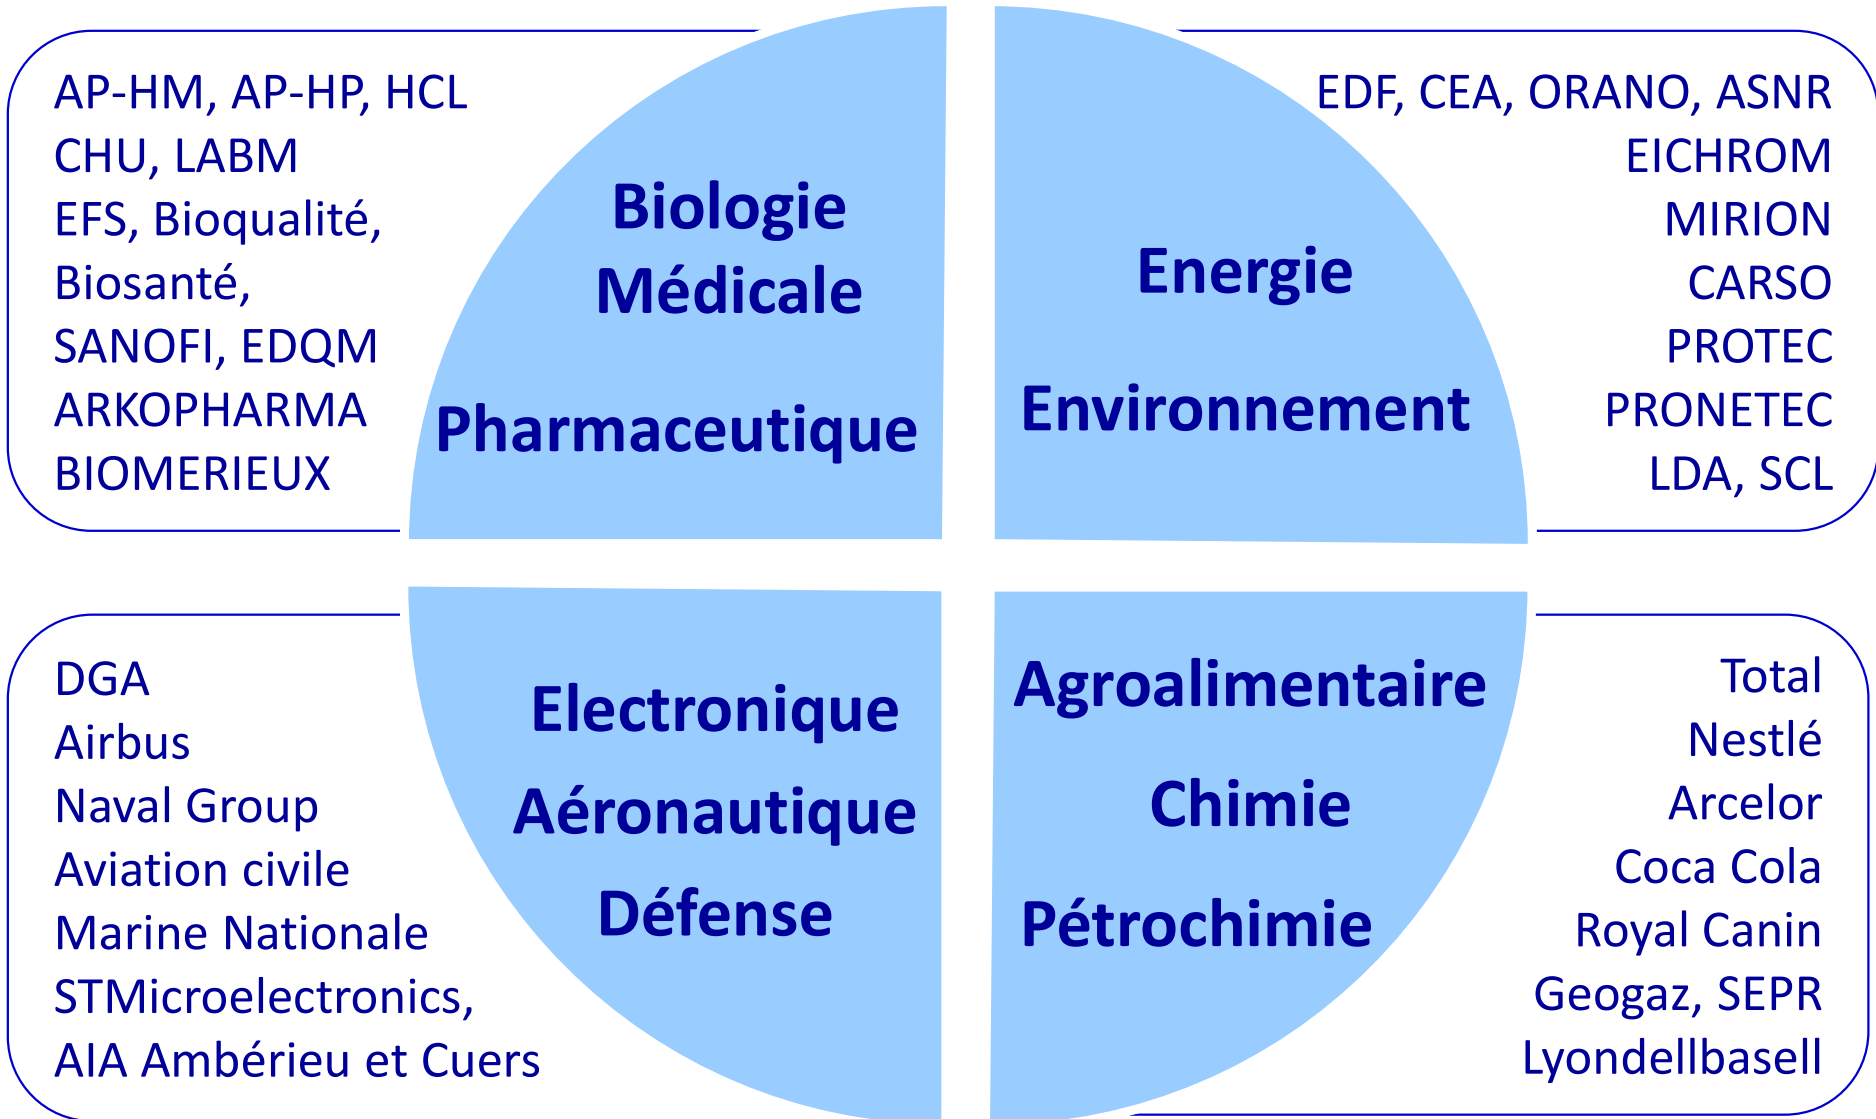 AP-HM, AP-HP, HCL
CHU, LABM
EFS, Bioqualité,
Biosanté,
SANOFI, EDQM
ARKOPHARMA
BIOMERIEUX
Biologie
Médicale
Pharmaceutique
Energie
Environnement
EDF, CEA, ORANO, ASNR
EICHROM
MIRION
CARSO
PROTEC
PRONETEC
LDA, SCL
DGA
Airbus
Naval Group
Aviation civile
Marine Nationale
STMicroelectronics,
AIA Ambérieu et Cuers
Electronique
Aéronautique
Défense
Agroalimentaire
Chimie
Pétrochimie
Total
Nestlé
Arcelor
Coca Cola
Royal Canin
Geogaz, SEPR
Lyondellbasell